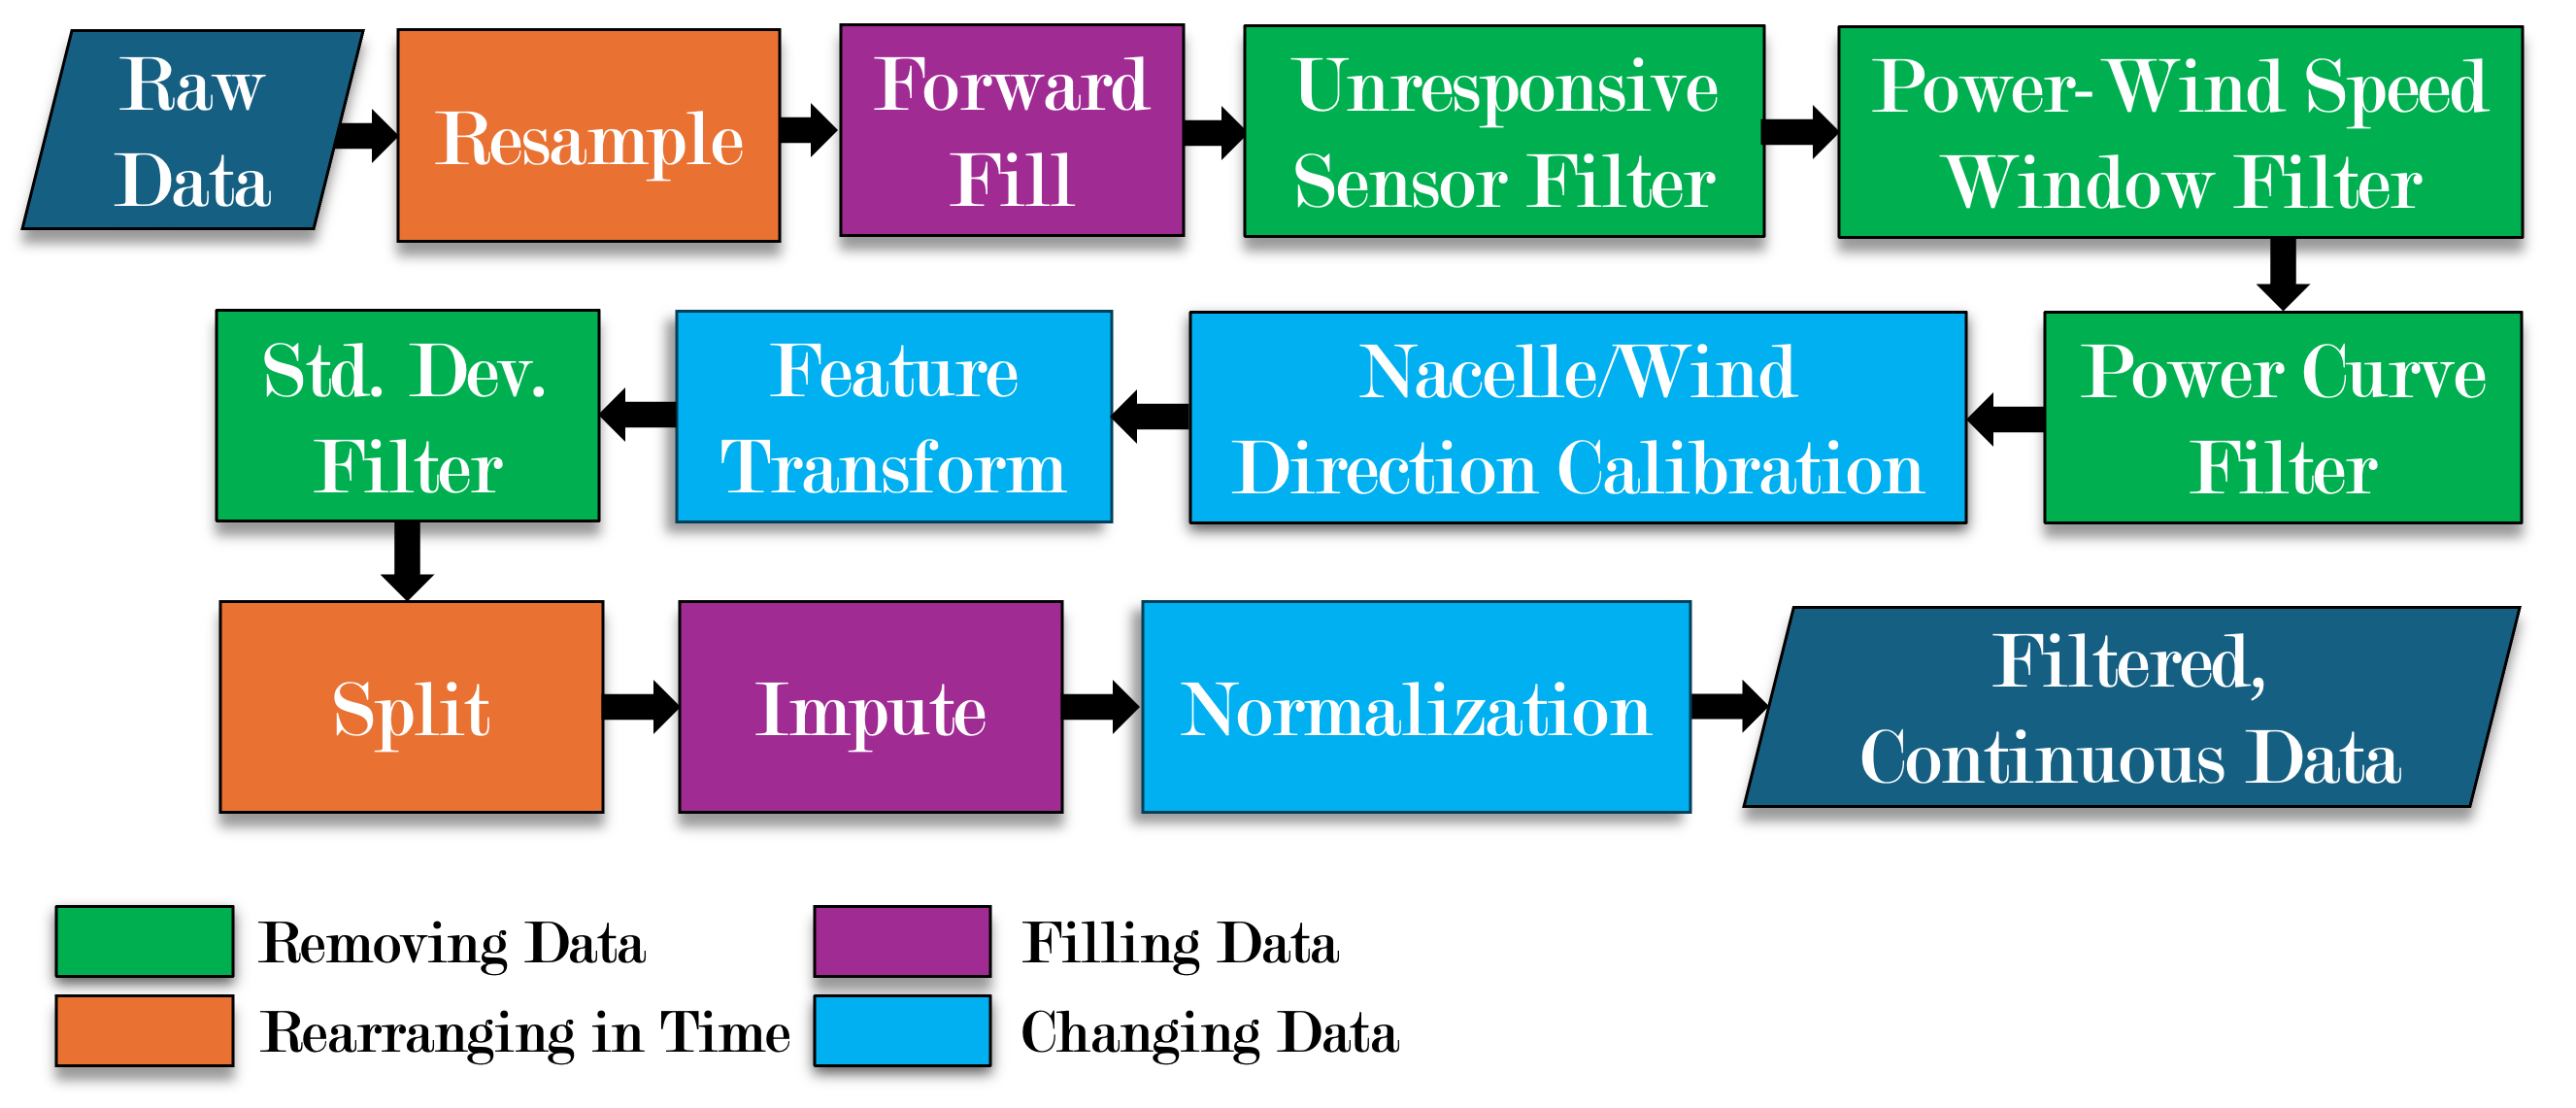 Raw
Data
Resample
Forward
Fill
Unresponsive
Sensor Filter
Power-Wind Speed
Window Filter
Power Curve
Filter
Nacelle/Wind
Direction Calibration
Feature
Transform
Std. Dev.
Filter
Split
Impute
Normalization
Filtered,
Continuous Data
Removing Data
Filling Data
Rearranging in Time
Changing Data